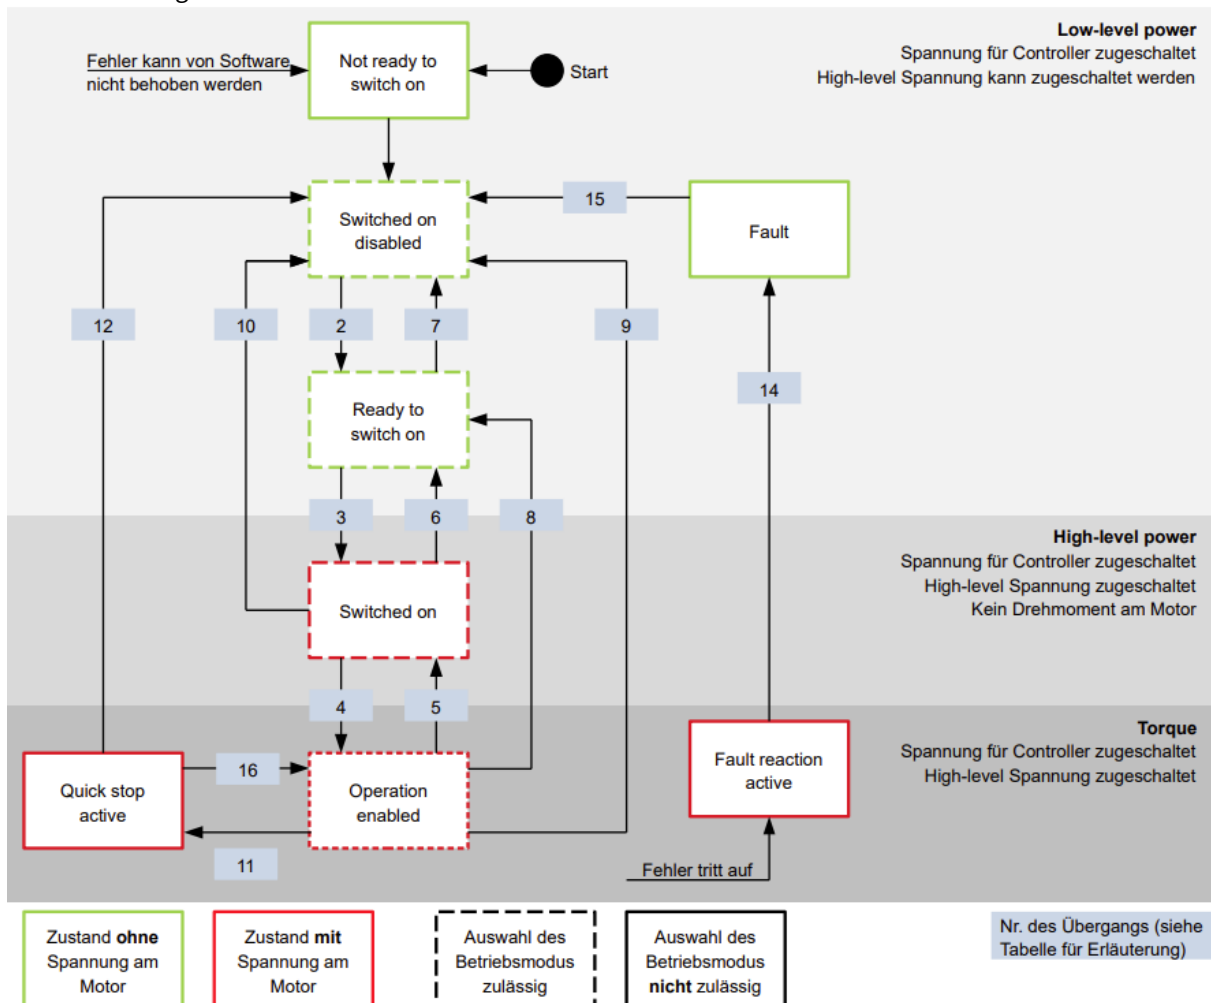 Low-level power
Spannung für Controller zugeschaltet
High-level Spannung kann zugeschaltet werden
Fehler kann von Software
nicht behoben werden
Not ready to
switch on
Start
Switched on
disabled
15
Fault
12
10
2
7
9
14
Ready to
switch on
3
6
8
High-level power
Spannung für Controller zugeschaltet
High-level Spannung zugeschaltet
Kein Drehmoment am Motor
Switched on
4
5
Torque
Spannung für Controller zugeschaltet
High-level Spannung zugeschaltet
Quick stop
active
16
Operation
enabled
Fault reaction
active
11
Fehler tritt auf
Zustand ohne
Spannung am
Motor
Zustand mit
Spannung am
Motor
Auswahl des
Betriebsmodus
zulässig
Auswahl des
Betriebsmodus
nicht zulässig
Nr. des Übergangs (siehe
Tabelle für Erläuterung)